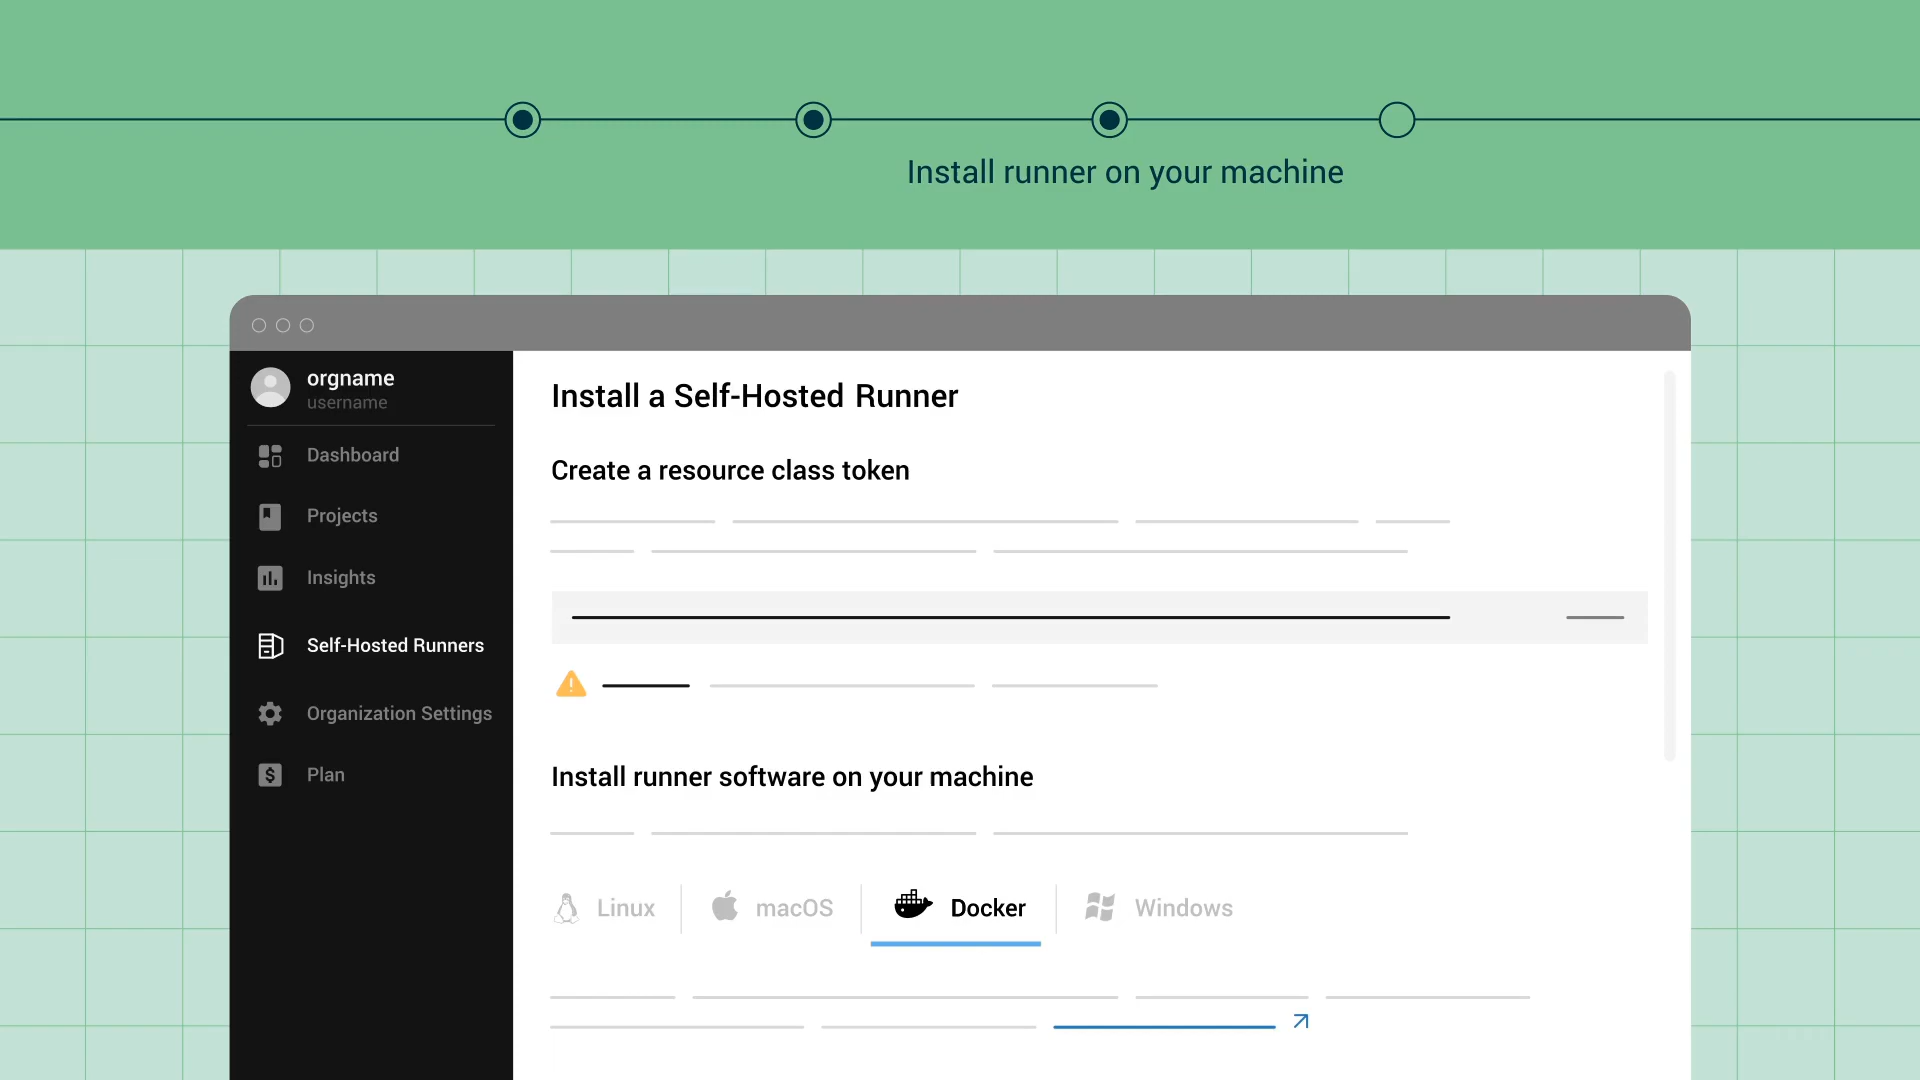 Install runner on your machine
orgname
username
Dashboard
Projects
Insights
Self-Hosted Runners
Organization Settings
Plan
Install a Self-Hosted Runner
Create a resource class token
Install runner software on your machine
Linux
macOS
Docker
Windows